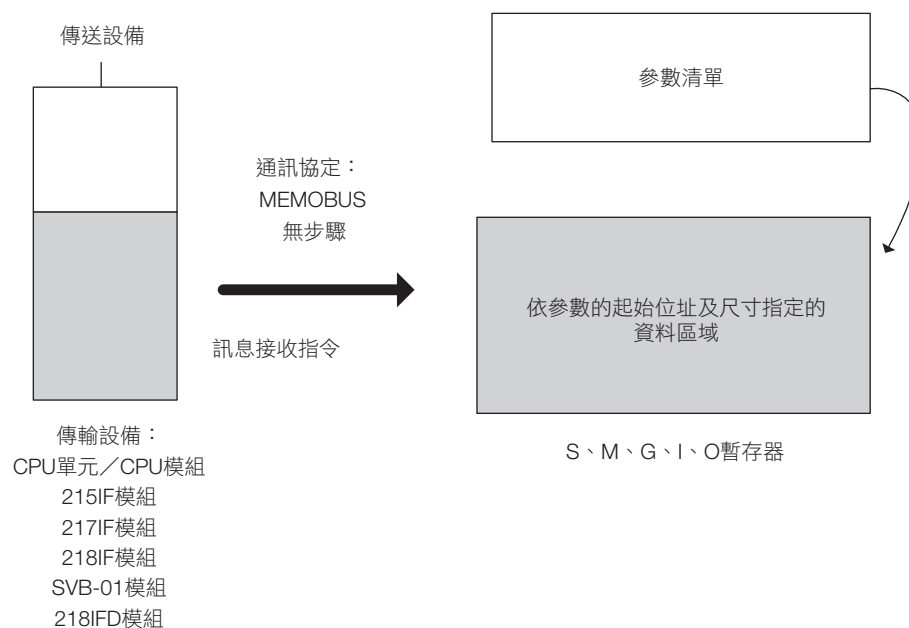 傳送設備
參數清單
通訊協定：
MEMOBUS
無步驟
依參數的起始位址及尺寸指定的
資料區域
訊息接收指令
傳輸設備：
CPU單元／CPU模組
215IF模組
217IF模組
218IF模組
SVB-01模組
218IFD模組
S、M、G、I、O暫存器